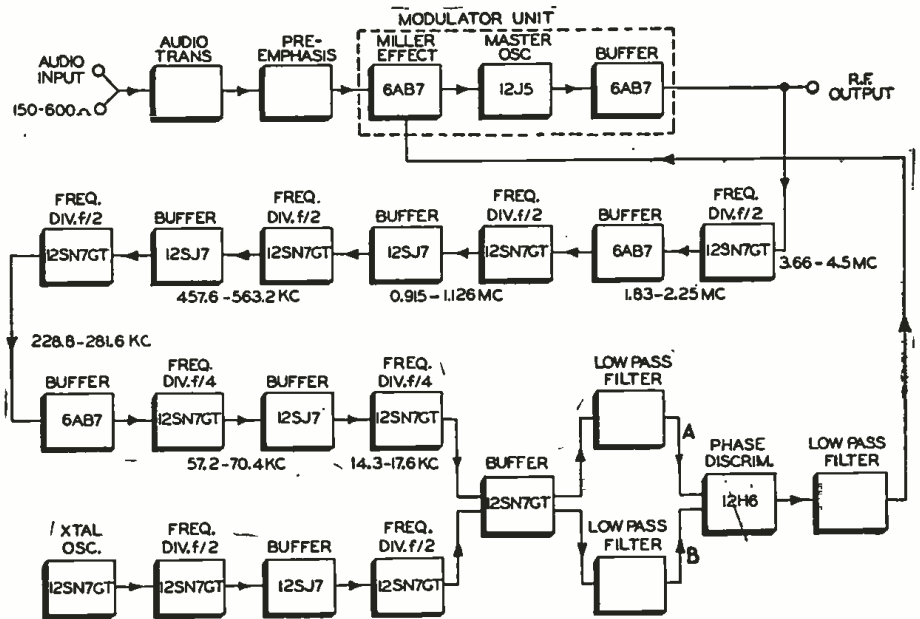 MODULATOR UNIT
AUDIO
INPUT
150-600Ω
AUDIO
TRANS
PRE-
EMPHASIS
MILLER
EFFECT
6AB7
MASTER
OSC
12J5
BUFFER
6AB7
R.F.
OUTPUT
FREQ.
DIV.f/2
12SN7GT
BUFFER
12SJ7
FREQ.
DIV.f/2
12SN7GT
BUFFER
12SJ7
FREQ.
DIV.f/2
12SN7GT
BUFFER
6AB7
FREQ.
DIV.f/2
12SN7GT
3.66-4.5 MC
457.6-563.2 KC
0.915-1.126 MC
1.83-2.25 MC
228.8-281.6 KC
BUFFER
6AB7
FREQ.
DIV.f/4
12SN7GT
BUFFER
12SJ7
FREQ.
DIV.f/4
12SN7GT
57.2-70.4 KC
14.3-17.6 KC
BUFFER
12SN7GT
LOW PASS
FILTER
A
LOW PASS
FILTER
B
PHASE
DISCRIM.
12H6
LOW PASS
FILTER
XTAL
OSC.
12SN7GT
FREQ.
DIV.f/2
12SN7GT
BUFFER
12SJ7
FREQ.
DIV.f/2
12SN7GT